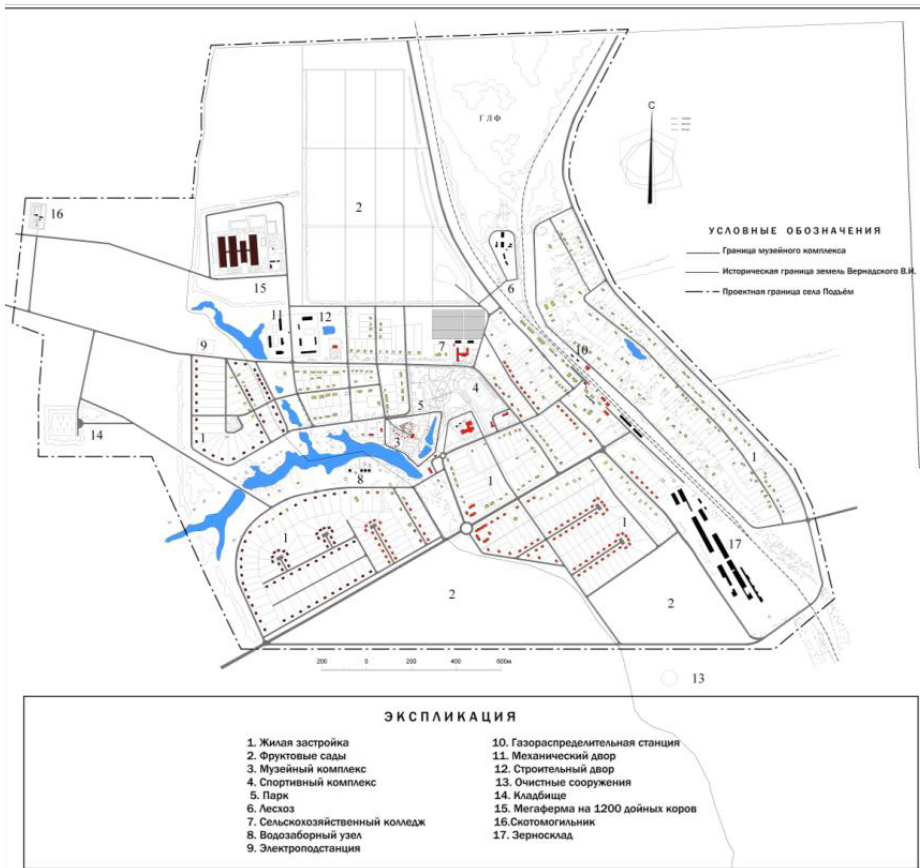 С
ГЛФ
16
2
УСЛОВНЫЕ ОБОЗНАЧЕНИЯ
Граница музейного комплекса
Историческая граница земель Вернадского В.И.
Проектная граница села Подъём
15
6
11
12
9
7
10
4
5
14
1
3
1
8
1
1
1
17
2
2
200 0 200 400 600м
13
ЭКСПЛИКАЦИЯ
1. Жилая застройка
2. Фруктовые сады
3. Музейный комплекс
4. Спортивный комплекс
5. Парк
6. Лесхоз
7. Сельскохозяйственный колледж
8. Водозаборный узел
9. Электроподстанция
10. Газораспределительная станция
11. Механический двор
12. Строительный двор
13. Очистные сооружения
14. Кладбище
15. Мегаферма на 1200 дойных коров
16.Скотомогильник
17. Зерносклад